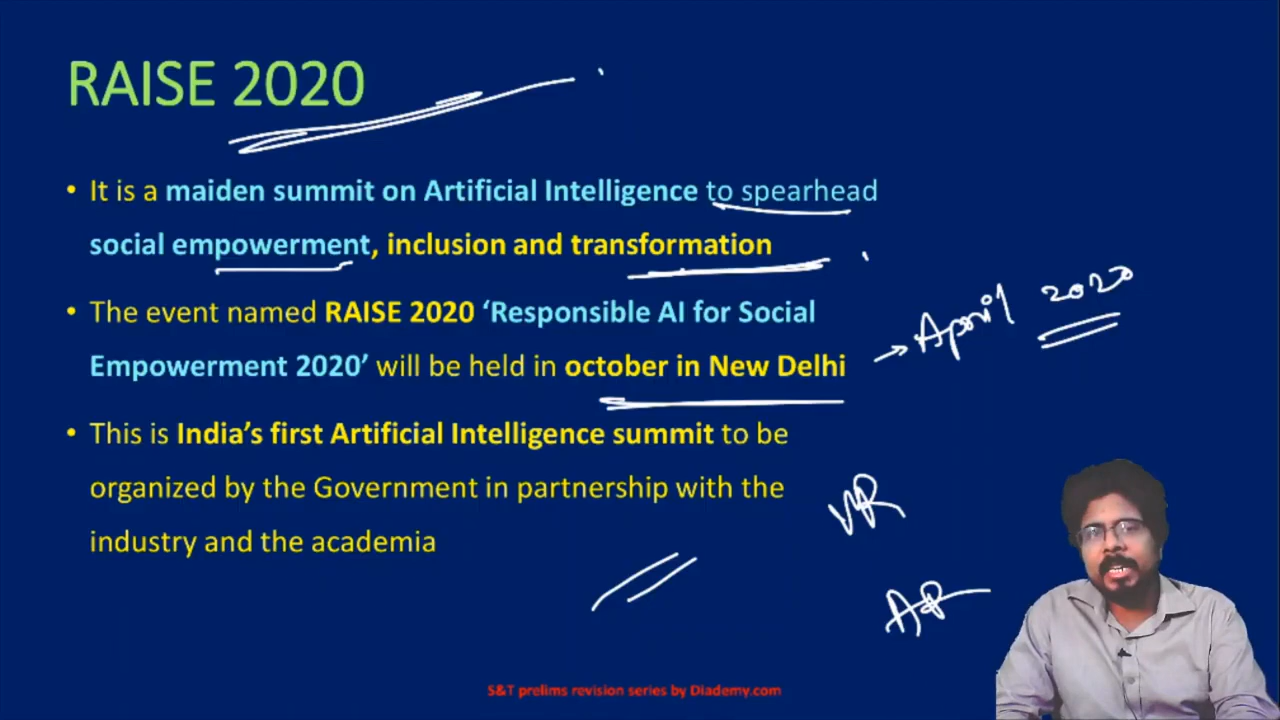 RAISE 2020
• It is a maiden summit on Artificial Intelligence to spearhead
social empowerment, inclusion and transformation
• The event named RAISE 2020 ‘Responsible AI for Social
Empowerment 2020’ will be held in october in New Delhi
→ April 2020
• This is India’s first Artificial Intelligence summit to be
organized by the Government in partnership with the
industry and the academia
VR
AR
S&T prelims revision series by Diademy.com